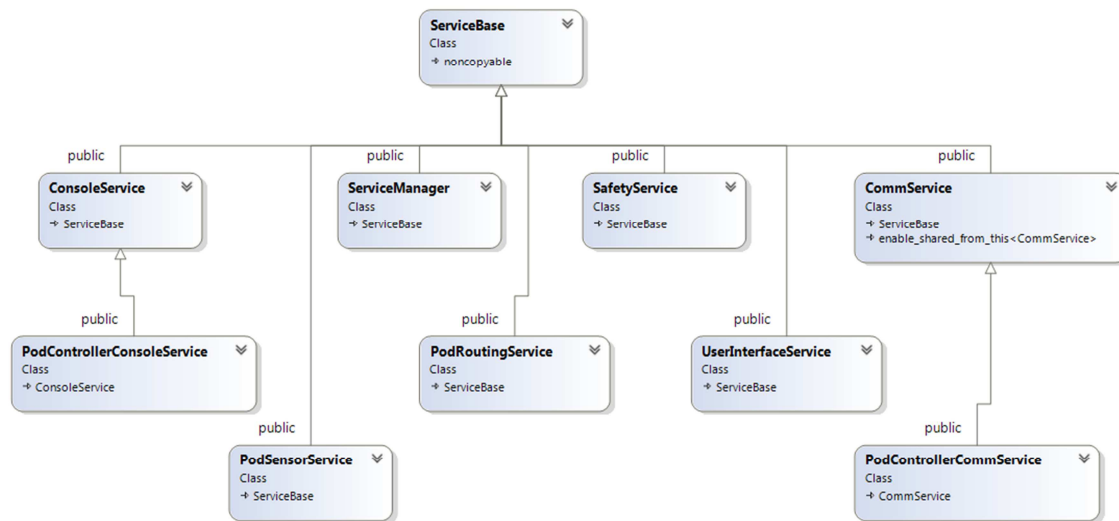 ServiceBase
Class
noncopyable
public
public
public
public
ConsoleService
Class
ServiceBase
ServiceManager
Class
ServiceBase
SafetyService
Class
ServiceBase
CommService
Class
ServiceBase
enable_shared_from_this<CommService>
public
public
public
PodControllerConsoleService
Class
ConsoleService
PodRoutingService
Class
ServiceBase
UserInterfaceService
Class
ServiceBase
public
public
PodSensorService
Class
ServiceBase
PodControllerCommService
Class
CommService